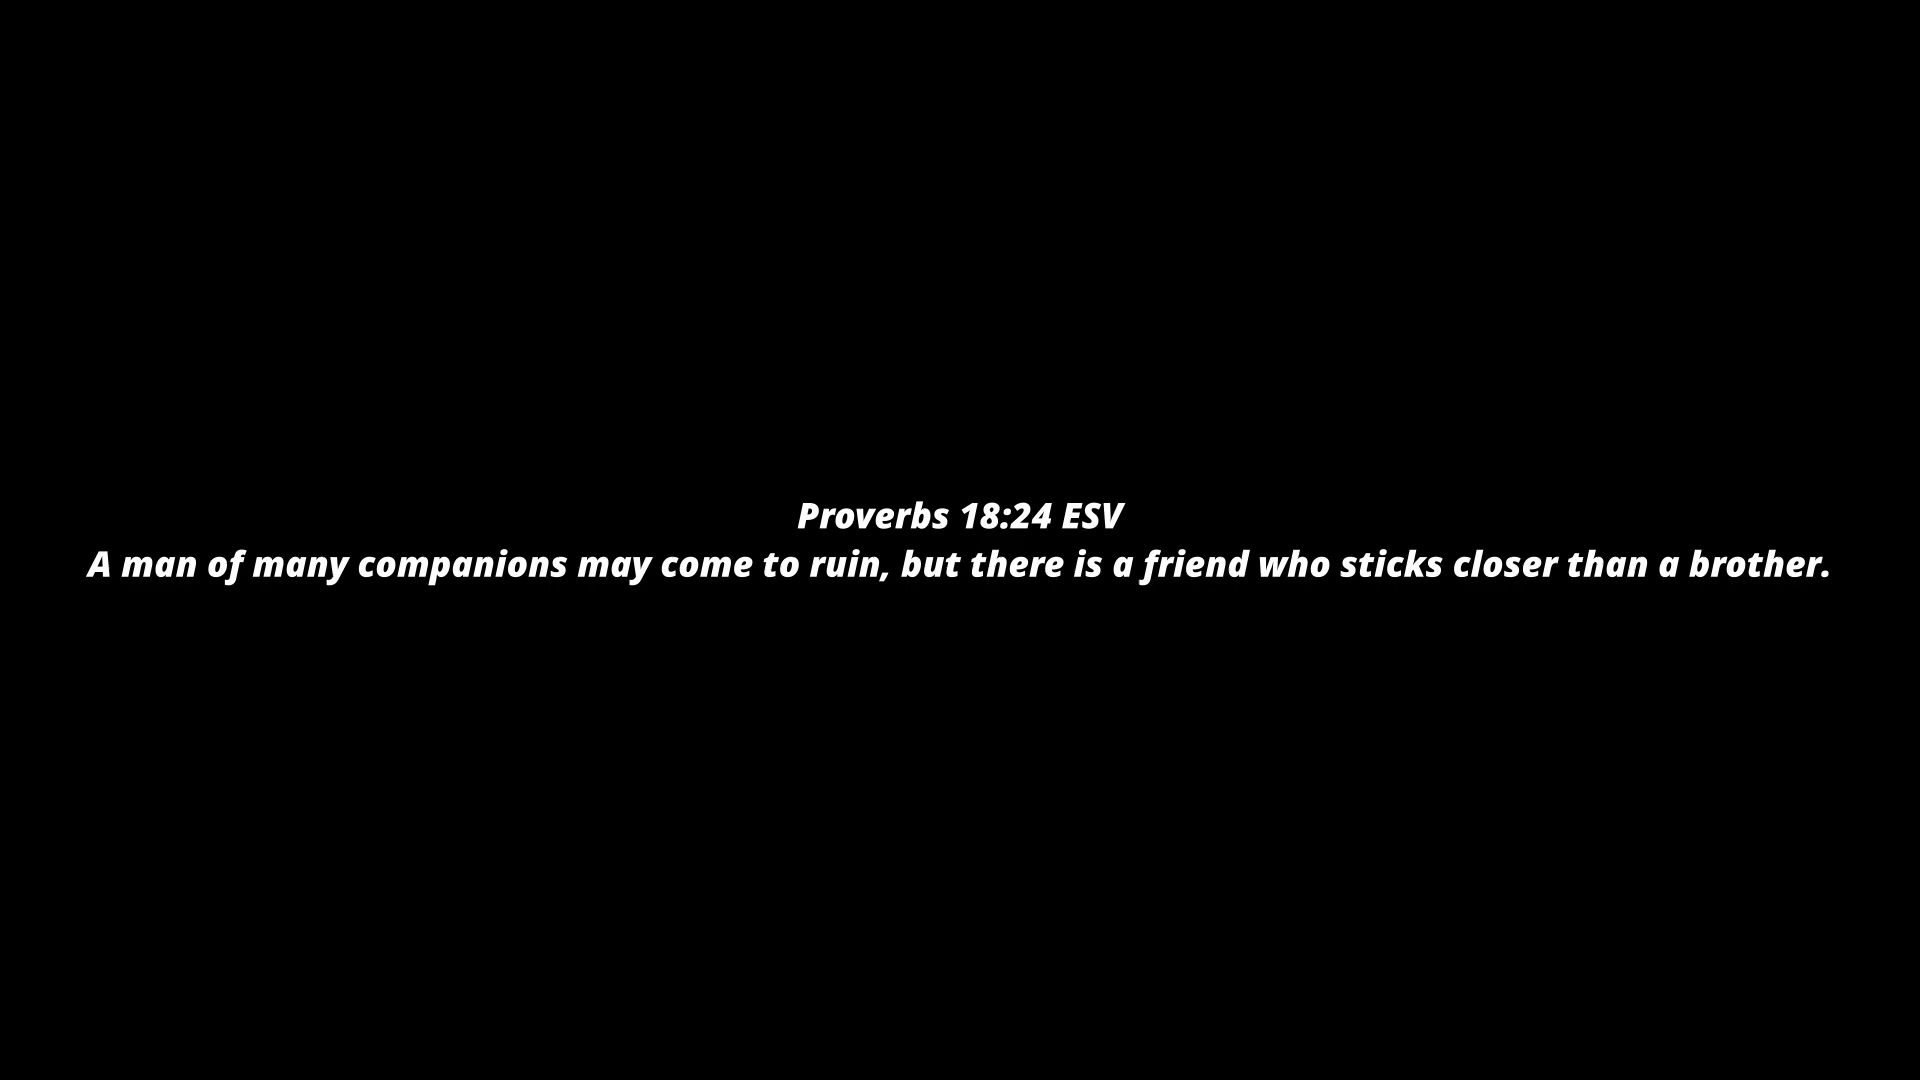 Proverbs 18:24 ESV
A man of many companions may come to ruin, but there is a friend who sticks closer than a brother.